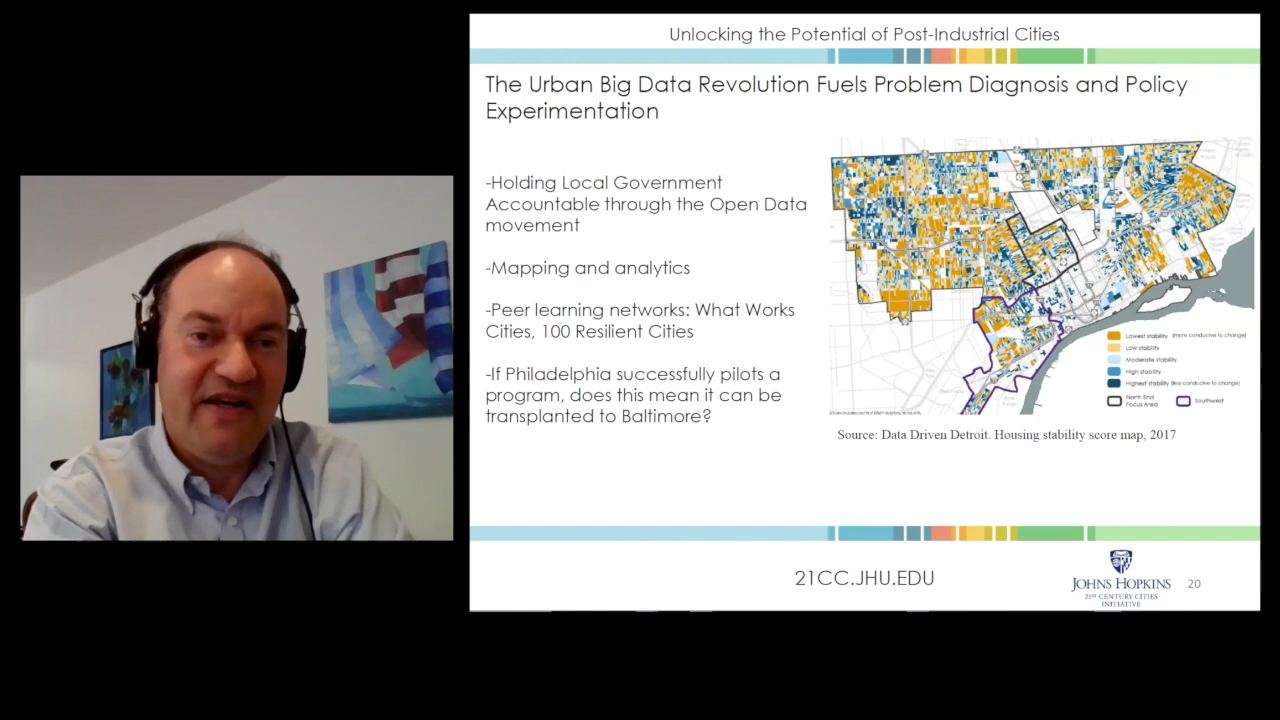 Unlocking the Potential of Post-Industrial Cities
The Urban Big Data Revolution Fuels Problem Diagnosis and Policy
Experimentation
-Holding Local Government
Accountable through the Open Data
movement
-Mapping and analytics
-Peer learning networks: What Works
Cities, 100 Resilient Cities
-If Philadelphia successfully pilots a
program, does this mean it can be
transplanted to Baltimore?
Lowest stability (more conducive to change)
Low stability
Moderate stability
High stability
Highest stability (less conducive to change)
North End
Focus Area
Southwest
Source: Data Driven Detroit. Housing stability score map, 2017
21CC.JHU.EDU
JOHNS HOPKINS
21ST CENTURY CITIES
INITIATIVE
20